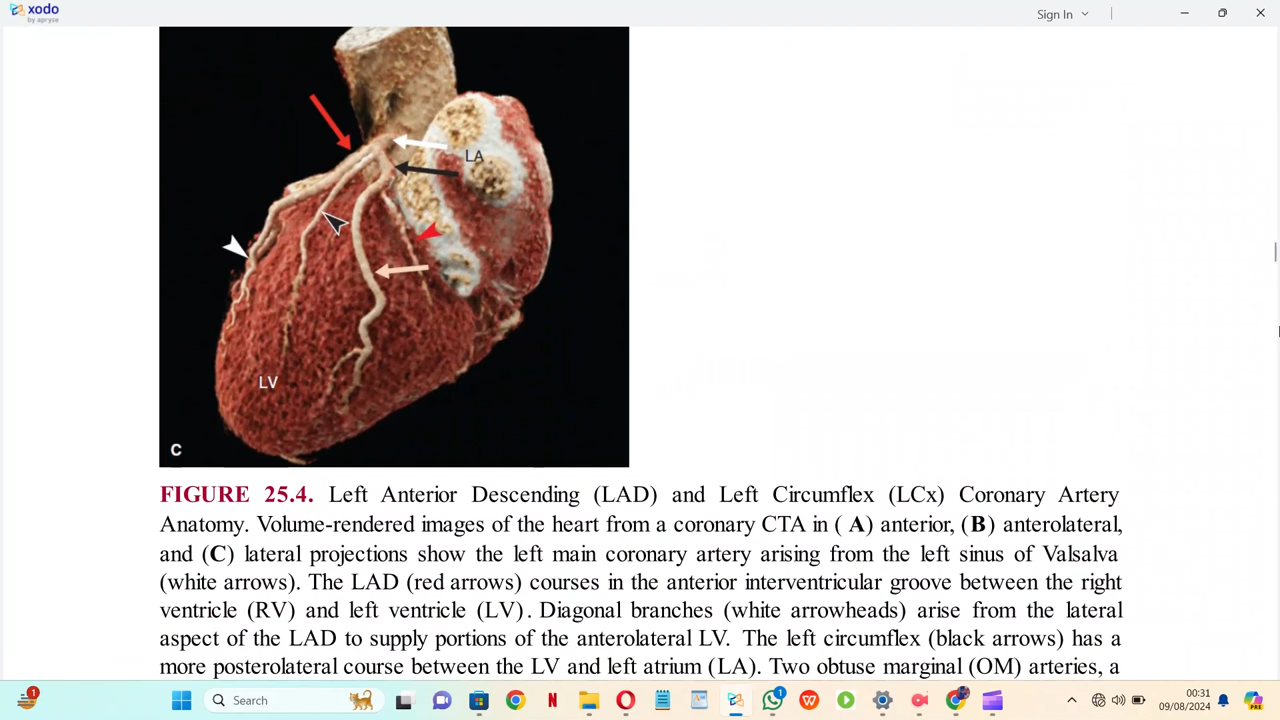 xodo
by apryse
Sign In
LA
LV
C
FIGURE 25.4. Left Anterior Descending (LAD) and Left Circumflex (LCx) Coronary Artery
Anatomy. Volume-rendered images of the heart from a coronary CTA in ( A) anterior, (B) anterolateral,
and (C) lateral projections show the left main coronary artery arising from the left sinus of Valsalva
(white arrows). The LAD (red arrows) courses in the anterior interventricular groove between the right
ventricle (RV) and left ventricle (LV). Diagonal branches (white arrowheads) arise from the lateral
aspect of the LAD to supply portions of the anterolateral LV. The left circumflex (black arrows) has a
more posterolateral course between the LV and left atrium (LA). Two obtuse marginal (OM) arteries, a
1
Search
1
00:31
09/08/2024
PRE